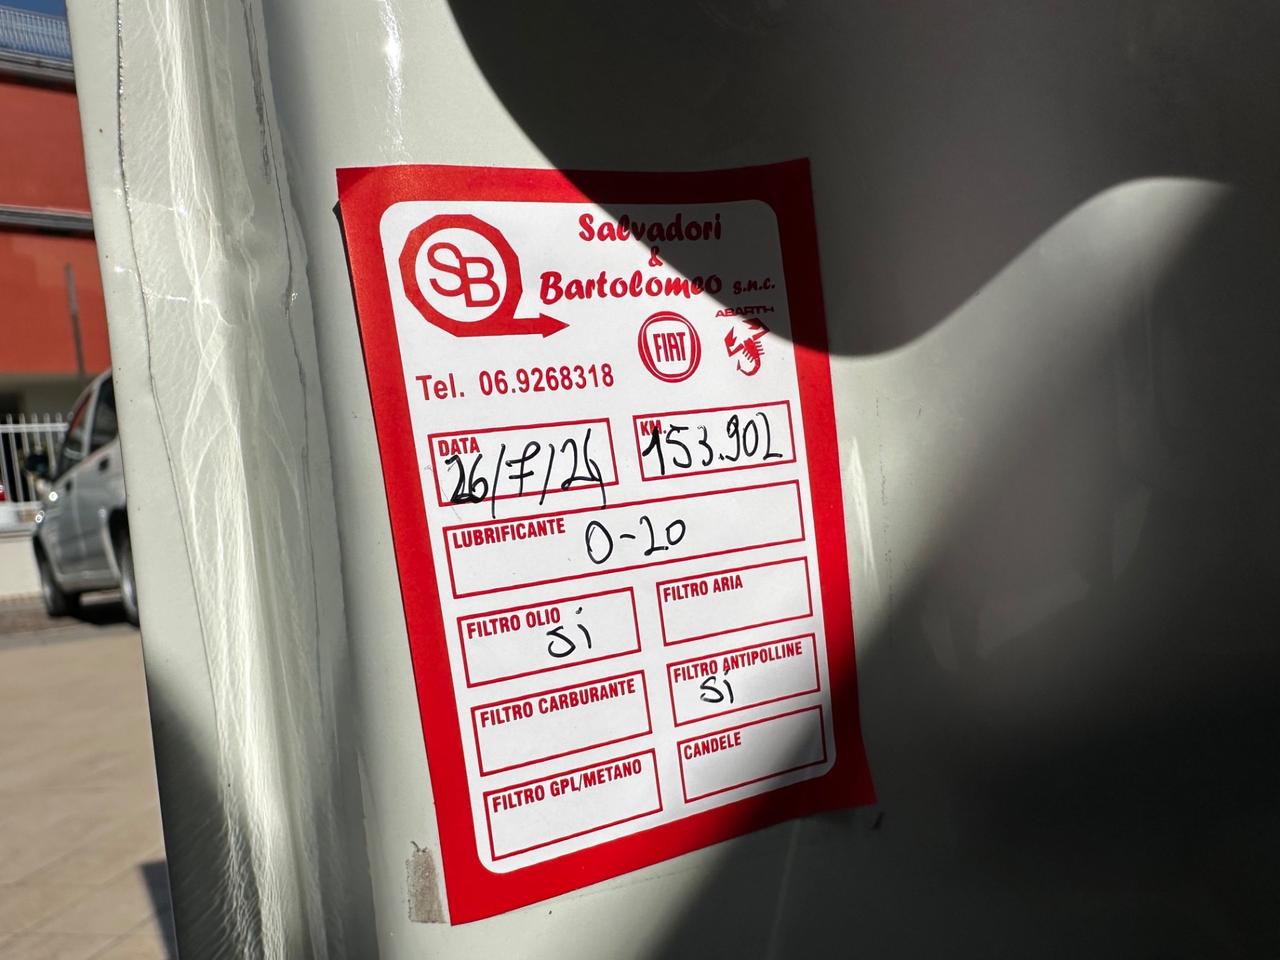 SB
Salvadori
&
Bartolomeo s.n.c.
FIAT
ABARTH
Tel. 06.9268318
DATA 26/7/24
KM. 153.902
LUBRIFICANTE 0-20
FILTRO OLIO si
FILTRO ARIA
FILTRO CARBURANTE
FILTRO ANTIPOLLINE si
FILTRO GPL/METANO
CANDELE